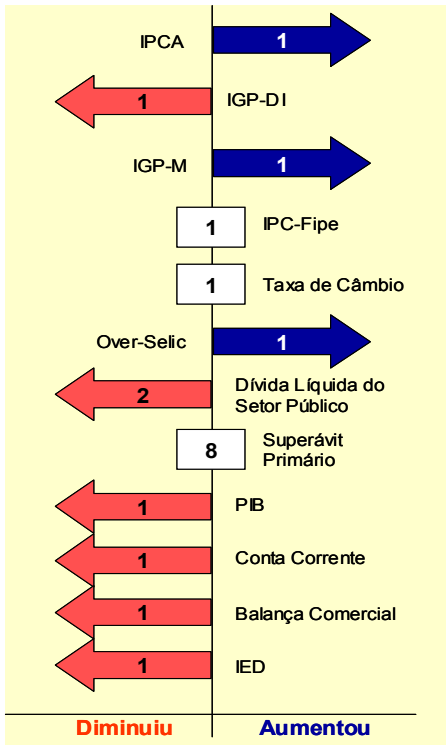 IPCA 1
1 IGP-DI
IGP-M 1
1 IPC-Fipe
1 Taxa de Câmbio
Over-Selic 1
2 Dívida Líquida do
Setor Público
8 Superávit
Primário
1 PIB
1 Conta Corrente
1 Balança Comercial
1 IED
Diminuiu Aumentou